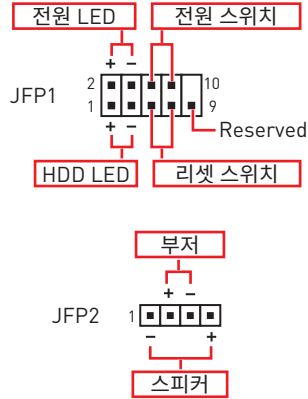 전원 LED 전원 스위치
+ −
2 10
JFP1
1 9
+ − Reserved
HDD LED 리셋 스위치
부저
+ −
JFP2 1
− +
스피커